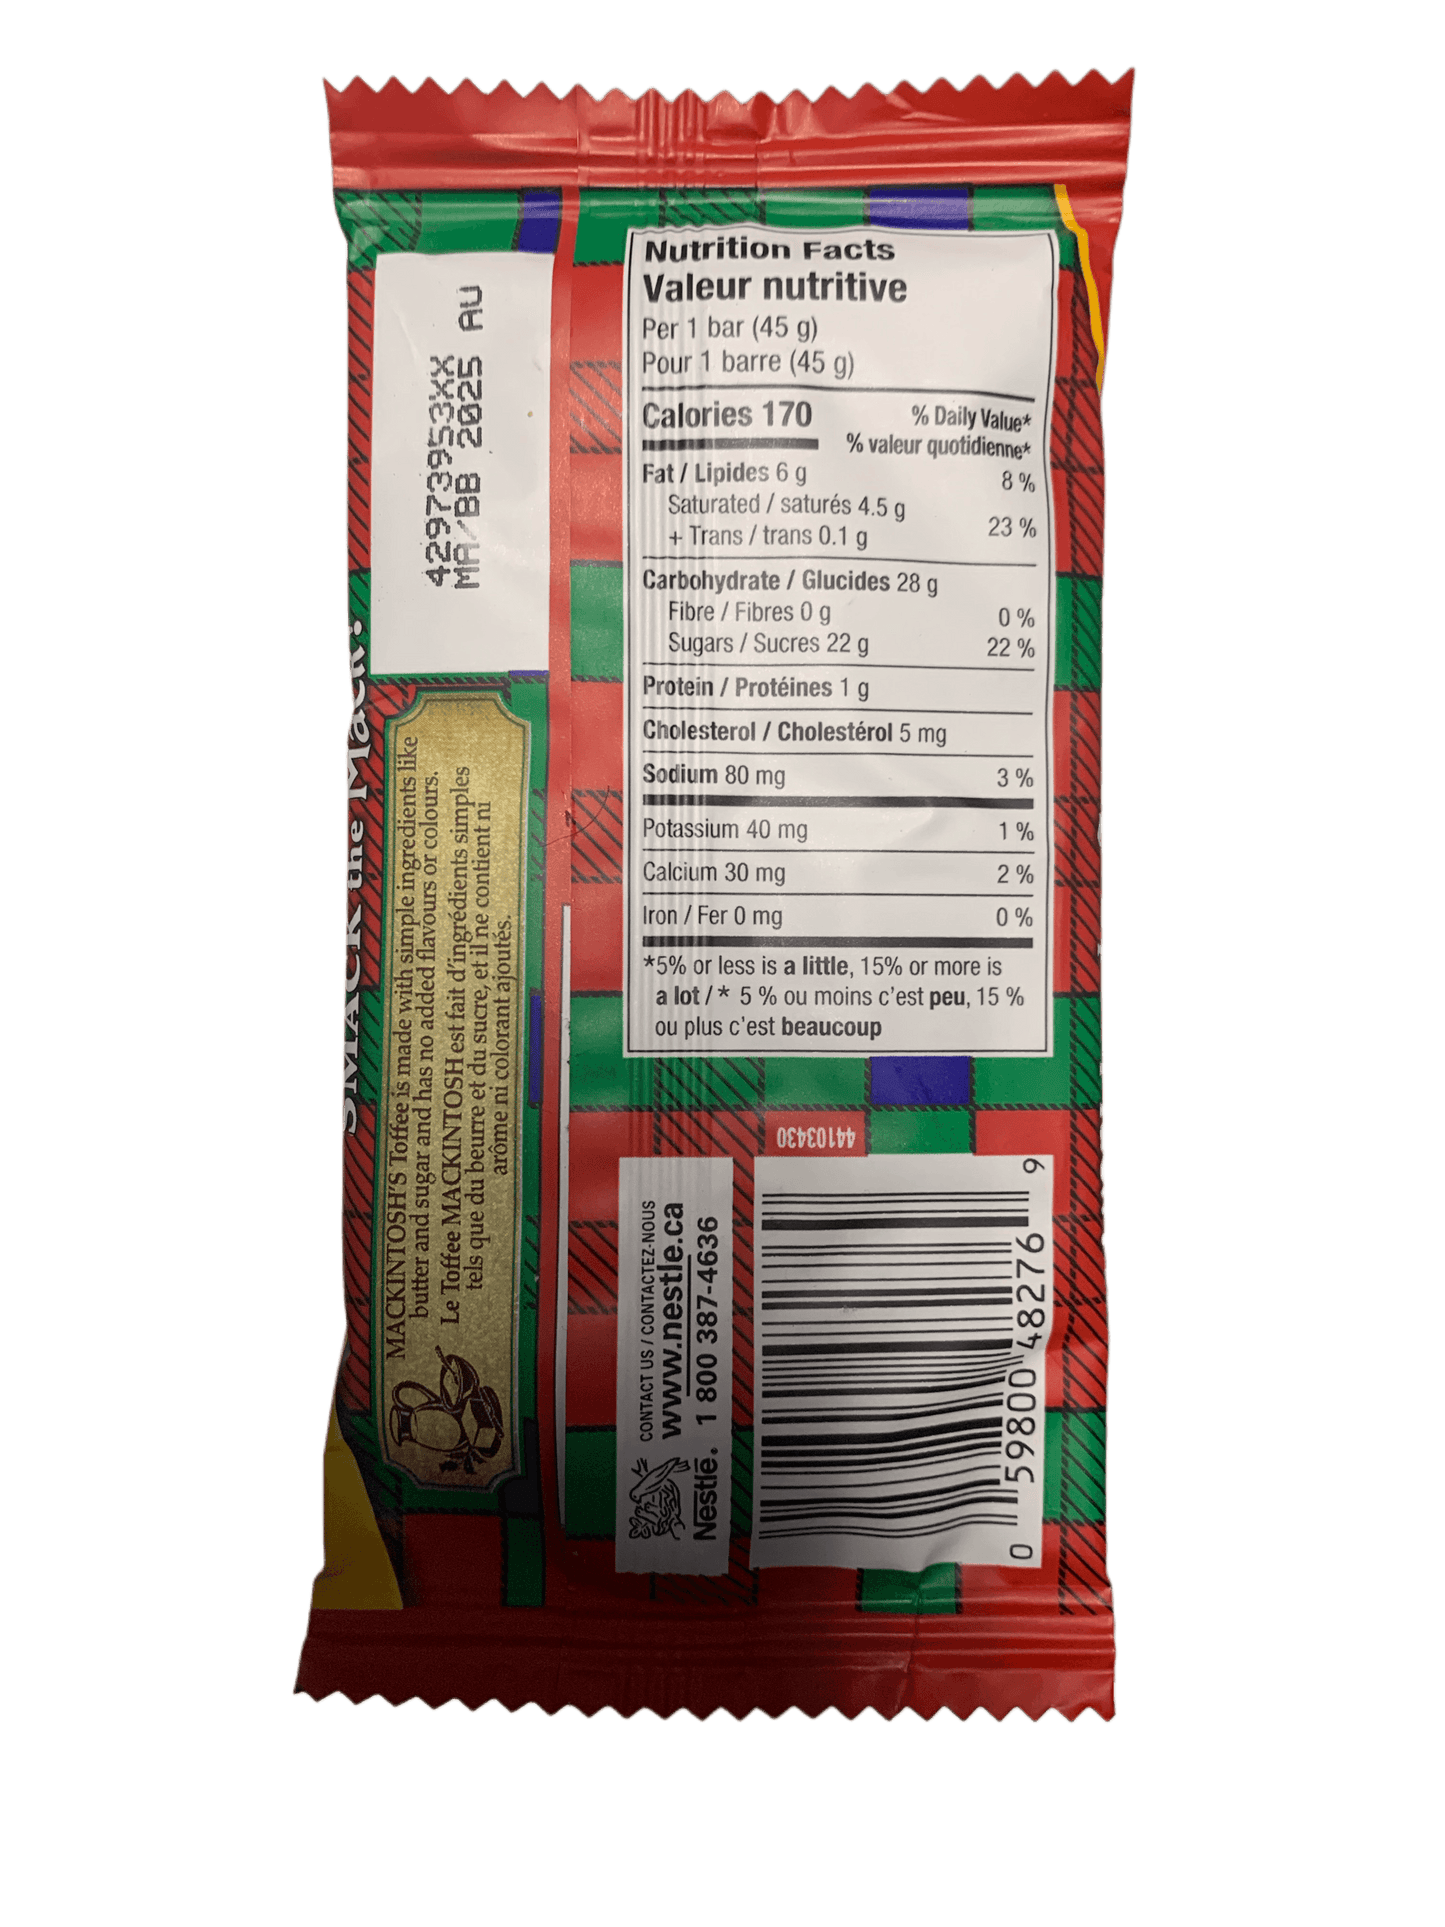 Nutrition Facts
Valeur nutritive
Per 1 bar (45 g)
Pour 1 barre (45 g)
Calories 170
% Daily Value*
% valeur quotidienne*
Fat / Lipides 6 g 8 %
Saturated / saturés 4.5 g
+ Trans / trans 0.1 g 23 %
Carbohydrate / Glucides 28 g
Fibre / Fibres 0 g 0 %
Sugars / Sucres 22 g 22 %
Protein / Protéines 1 g
Cholesterol / Cholestérol 5 mg
Sodium 80 mg 3 %
Potassium 40 mg 1 %
Calcium 30 mg 2 %
Iron / Fer 0 mg 0 %
*5% or less is a little, 15% or more is
a lot / * 5 % ou moins c'est peu, 15 %
ou plus c'est beaucoup
42973953XX
MA/BB 2025 AU
SMACK the Mack!
MACKINTOSH'S Toffee is made with simple ingredients like
butter and sugar and has no added flavours or colours.
Le Toffee MACKINTOSH est fait d'ingrédients simples
tels que du beurre et du sucre, et il ne contient ni
arôme ni colorant ajoutés.
44103430
CONTACT US / CONTACTEZ-NOUS
www.nestle.ca
Nestlé. 1 800 387-4636
0 59800 48276 9